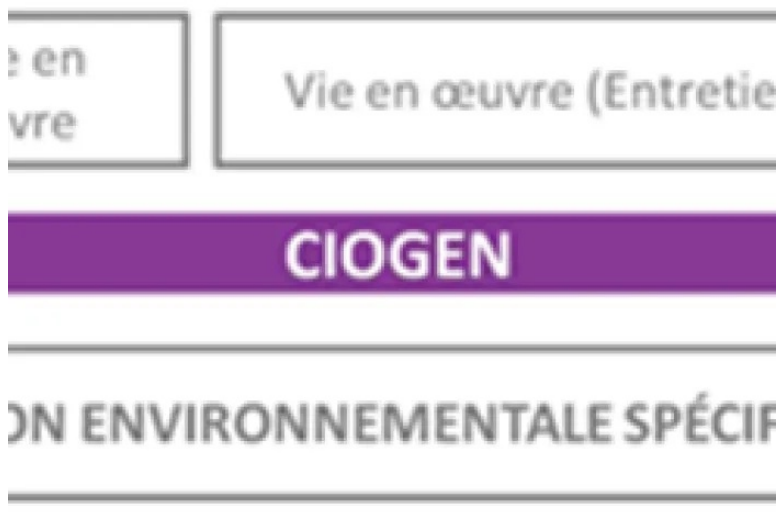 e en
vre
Vie en œuvre (Entretie
CIOGEN
ON ENVIRONNEMENTALE SPÉCIF